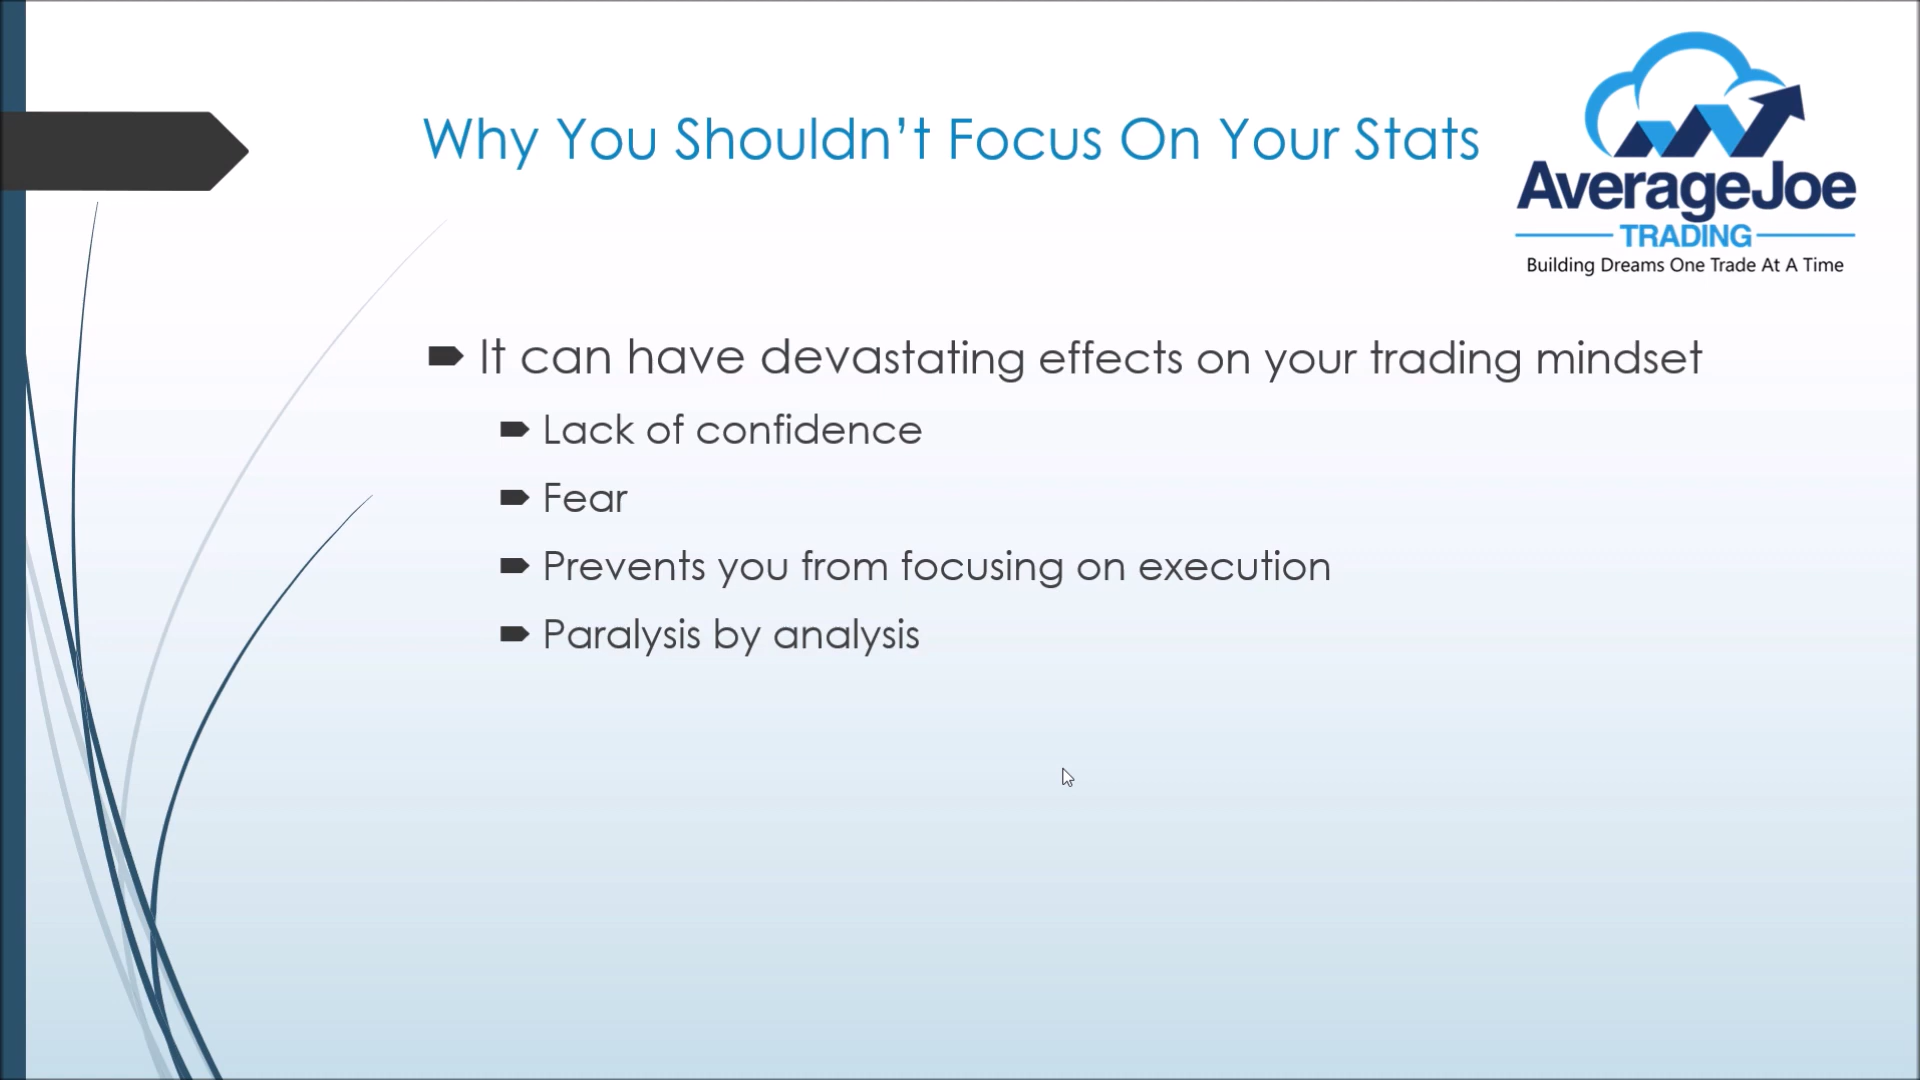 Why You Shouldn’t Focus On Your Stats
AverageJoe
TRADING
Building Dreams One Trade At A Time
It can have devastating effects on your trading mindset
Lack of confidence
Fear
Prevents you from focusing on execution
Paralysis by analysis